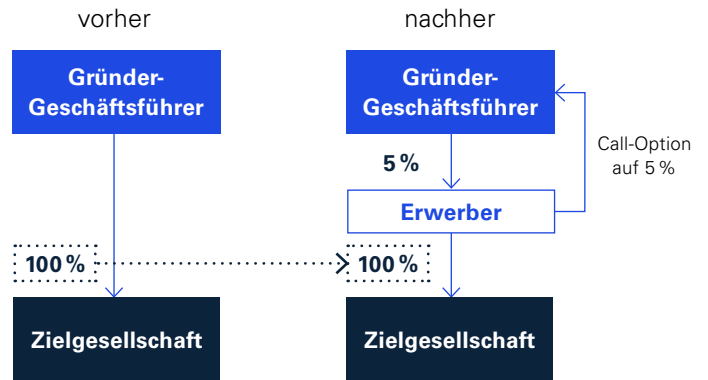 vorher
nachher
Gründer-
Geschäftsführer
Gründer-
Geschäftsführer
Call-Option
auf 5 %
5 %
Erwerber
100 %
100 %
Zielgesellschaft
Zielgesellschaft